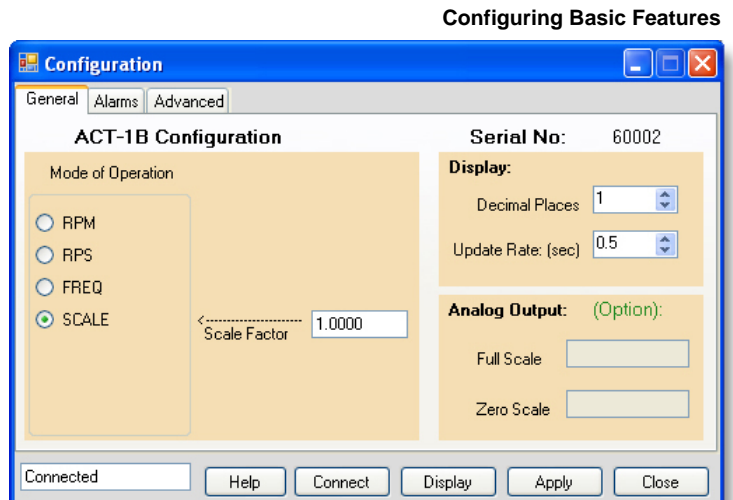 Configuring Basic Features
Configuration
General Alarms Advanced
ACT-1B Configuration
Serial No: 60002
Mode of Operation
RPM
RPS
FREQ
SCALE
<--------------------
Scale Factor
1.0000
Display:
Decimal Places 1
Update Rate: (sec) 0.5
Analog Output: (Option):
Full Scale
Zero Scale
Connected Help Connect Display Apply Close